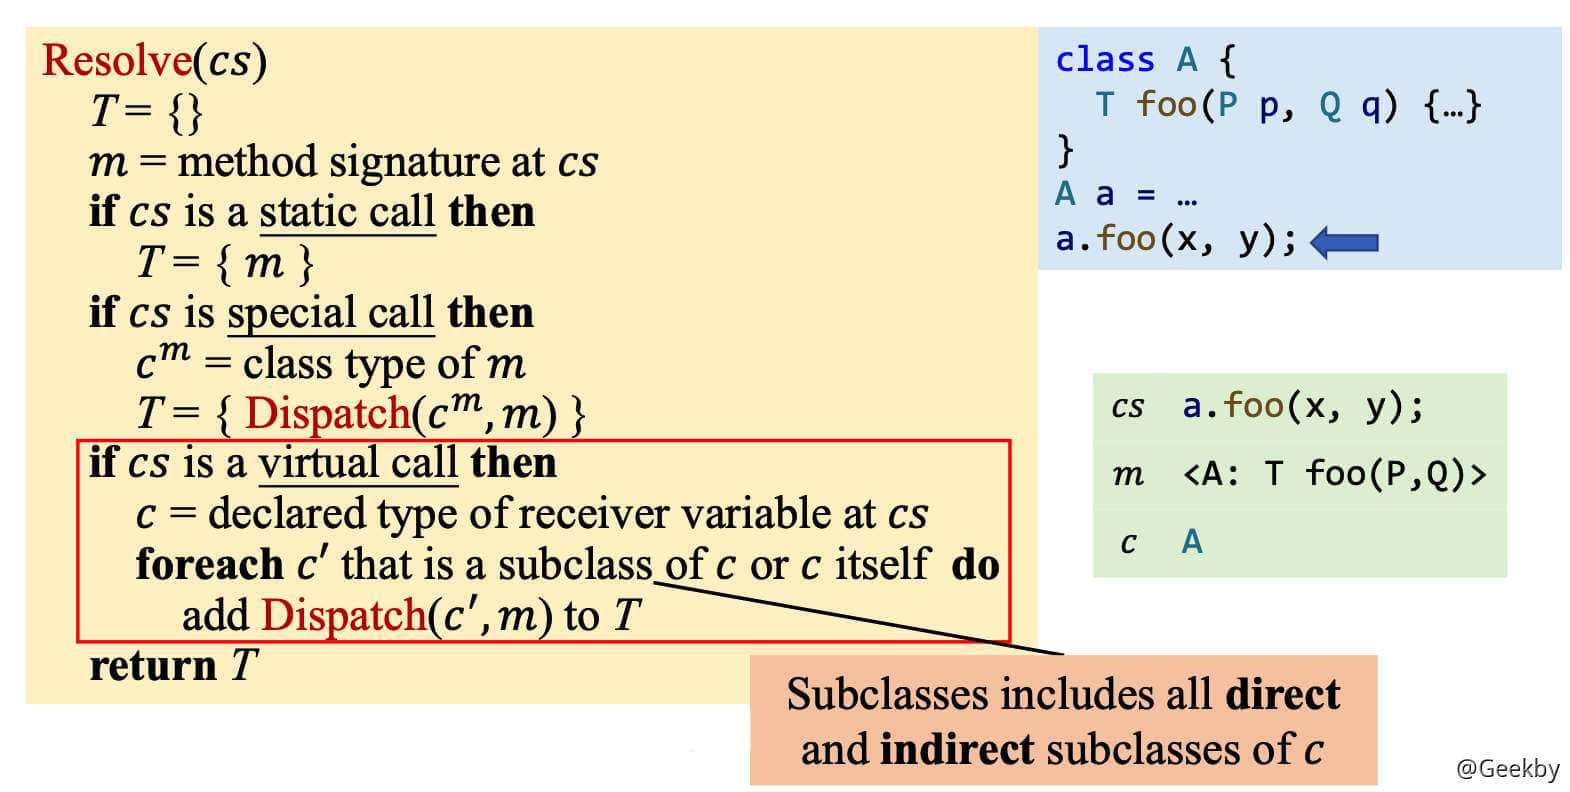 Resolve(cs)
T = {}
m = method signature at cs
if cs is a static call then
T = { m }
if cs is special call then
cᵐ = class type of m
T = { Dispatch(cᵐ, m) }
if cs is a virtual call then
c = declared type of receiver variable at cs
foreach c′ that is a subclass of c or c itself do
add Dispatch(c′, m) to T
return T
class A {
T foo(P p, Q q) {…}
}
A a = …
a.foo(x, y);
cs a.foo(x, y);
m <A: T foo(P,Q)>
c A
Subclasses includes all direct
and indirect subclasses of c
@Geekby